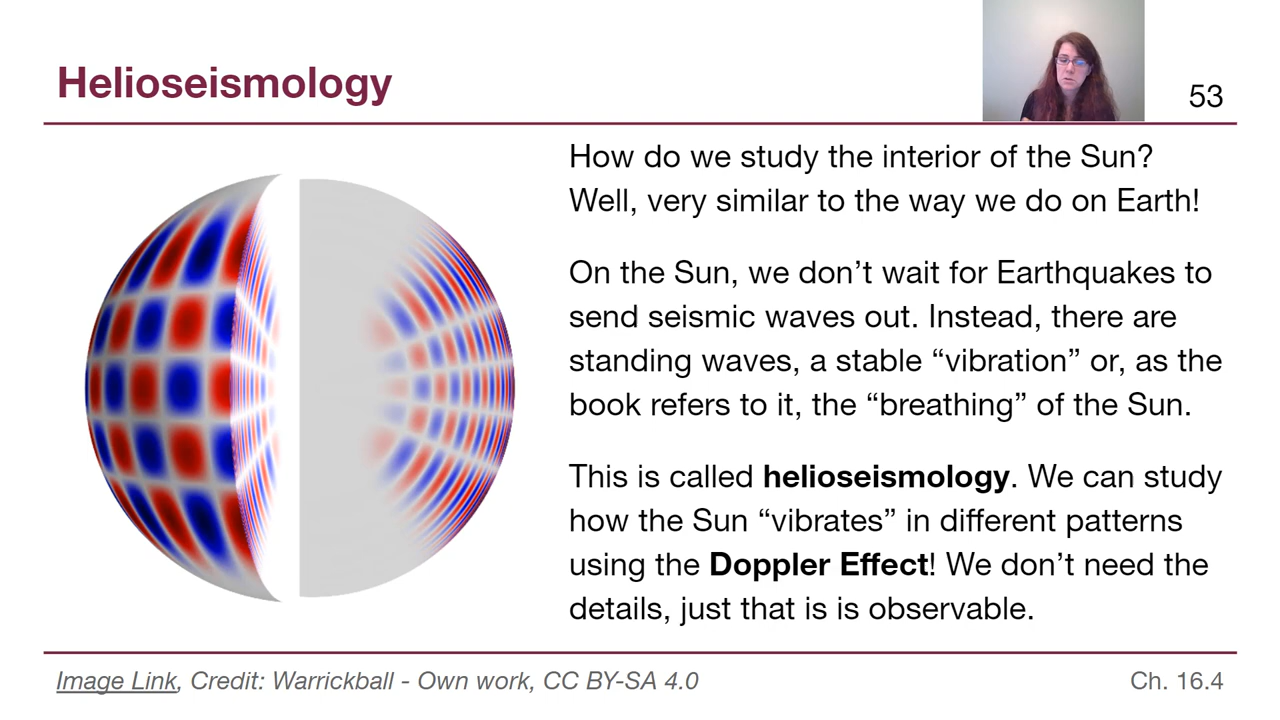 Helioseismology
53
How do we study the interior of the Sun?
Well, very similar to the way we do on Earth!
On the Sun, we don’t wait for Earthquakes to
send seismic waves out. Instead, there are
standing waves, a stable “vibration” or, as the
book refers to it, the “breathing” of the Sun.
This is called helioseismology. We can study
how the Sun “vibrates” in different patterns
using the Doppler Effect! We don’t need the
details, just that is is observable.
Image Link, Credit: Warrickball - Own work, CC BY-SA 4.0
Ch. 16.4